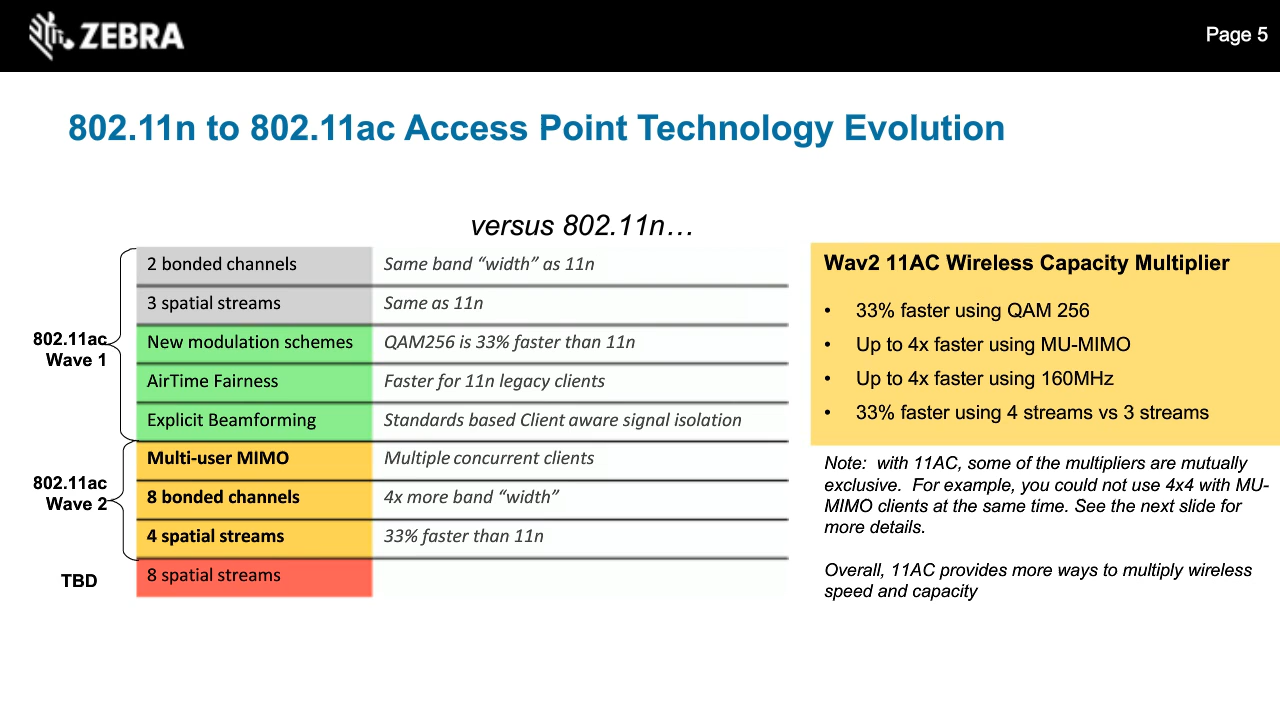 ZEBRA
Page 5
802.11n to 802.11ac Access Point Technology Evolution
versus 802.11n…
802.11ac
Wave 1
2 bonded channels
Same band “width” as 11n
3 spatial streams
Same as 11n
New modulation schemes
QAM256 is 33% faster than 11n
AirTime Fairness
Faster for 11n legacy clients
Explicit Beamforming
Standards based Client aware signal isolation
802.11ac
Wave 2
Multi-user MIMO
Multiple concurrent clients
8 bonded channels
4x more band “width”
4 spatial streams
33% faster than 11n
TBD
8 spatial streams
Wav2 11AC Wireless Capacity Multiplier
• 33% faster using QAM 256
• Up to 4x faster using MU-MIMO
• Up to 4x faster using 160MHz
• 33% faster using 4 streams vs 3 streams
Note: with 11AC, some of the multipliers are mutually
exclusive. For example, you could not use 4x4 with MU-
MIMO clients at the same time. See the next slide for
more details.
Overall, 11AC provides more ways to multiply wireless
speed and capacity